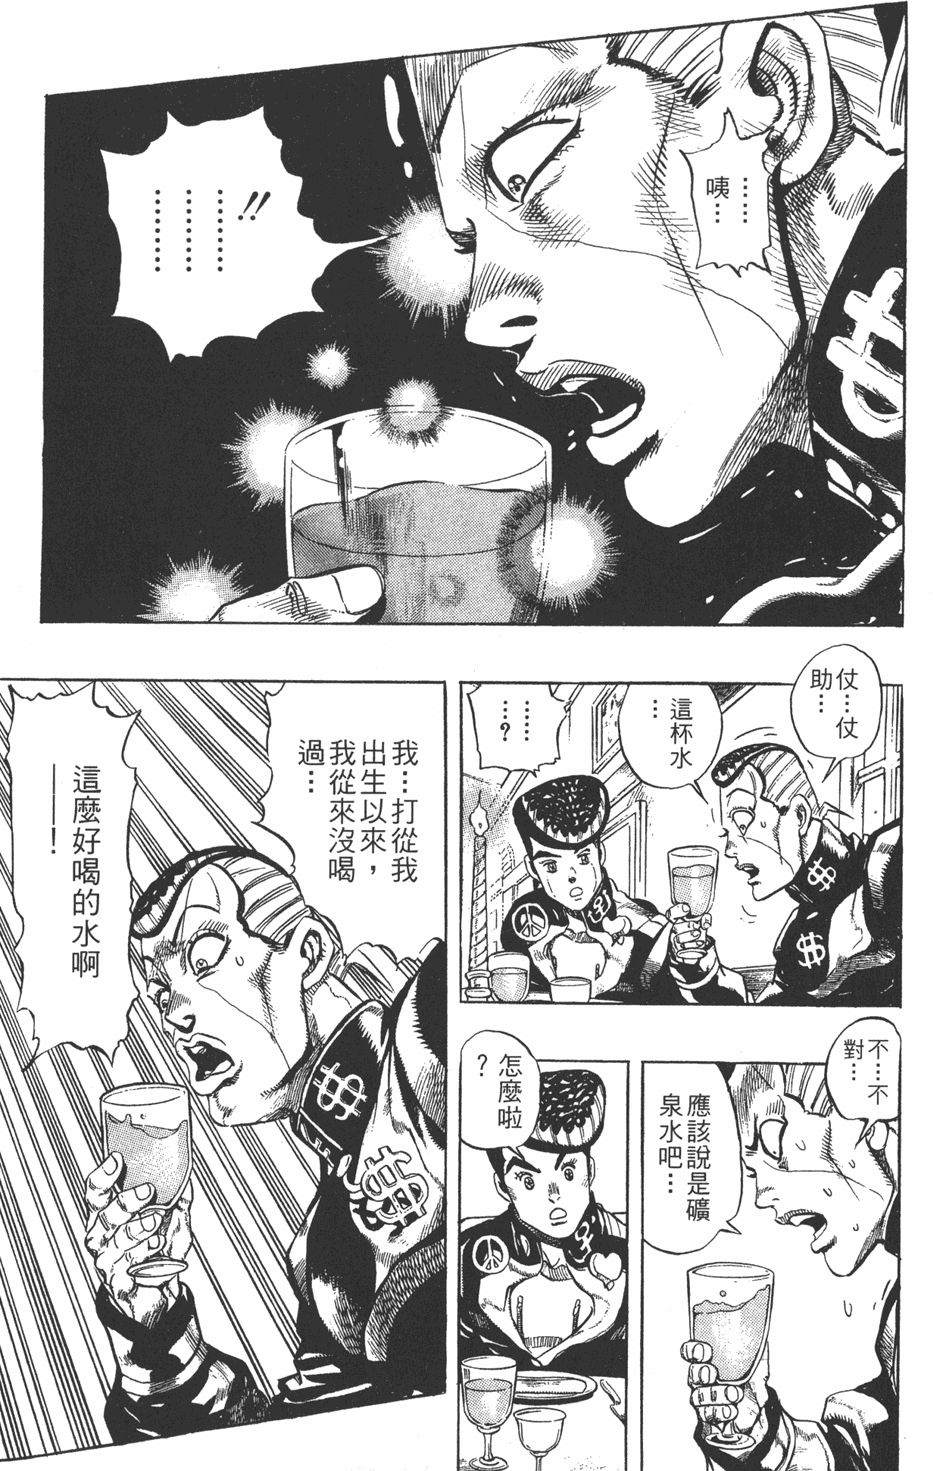 …
咦…
!!
………
………
………
仗…仗
助…
這杯水
…
…
…?
不…不
對…
應該說是礦
泉水吧…
怎麼啦
?
我…打從我
出生以來,
我從來沒喝
過…
這麼好喝的水啊
——!